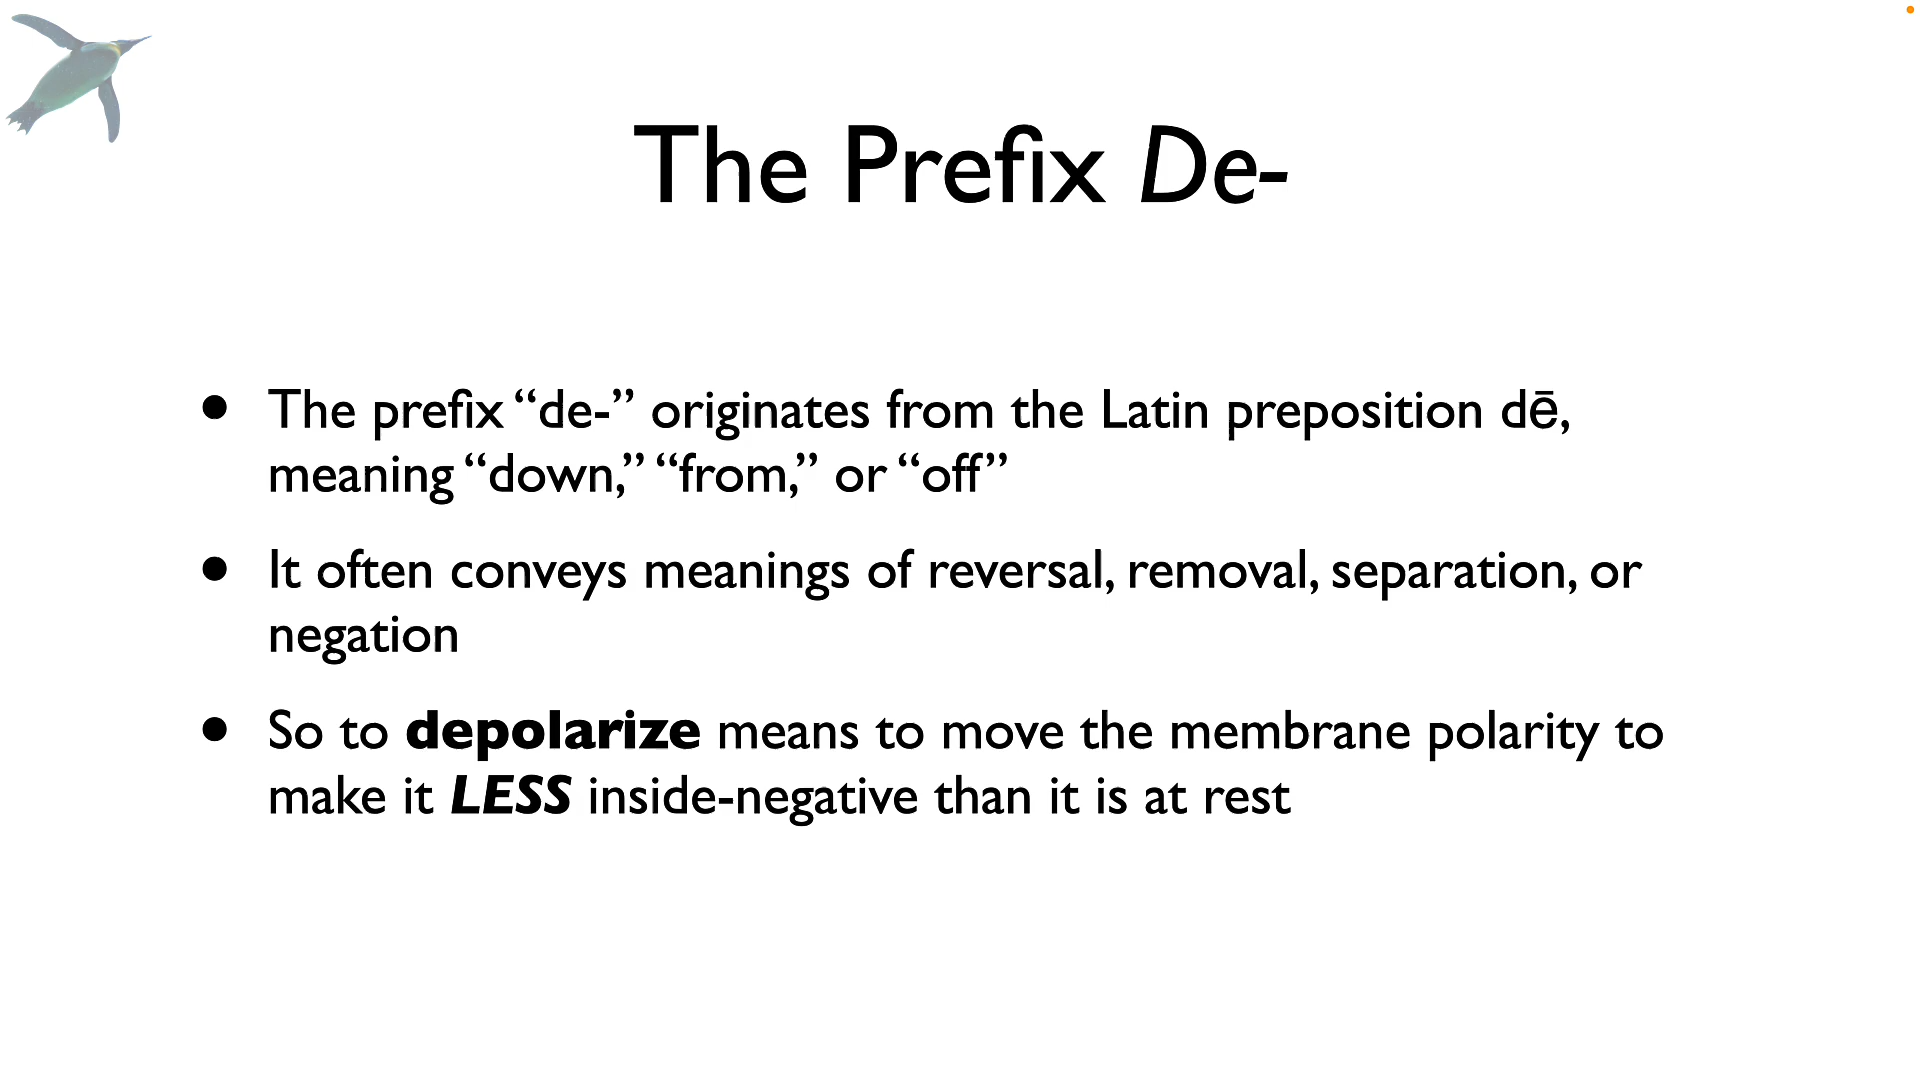 The Prefix De-
• The prefix “de-” originates from the Latin preposition dē,
meaning “down,” “from,” or “off”
• It often conveys meanings of reversal, removal, separation, or
negation
• So to depolarize means to move the membrane polarity to
make it LESS inside-negative than it is at rest